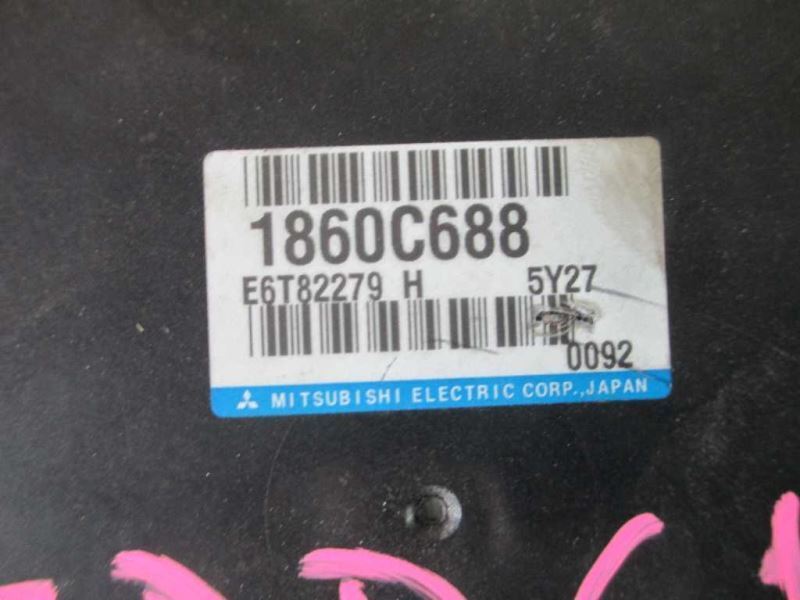 1860C688
E6T82279 H 5Y27
0092
MITSUBISHI ELECTRIC CORP.,JAPAN